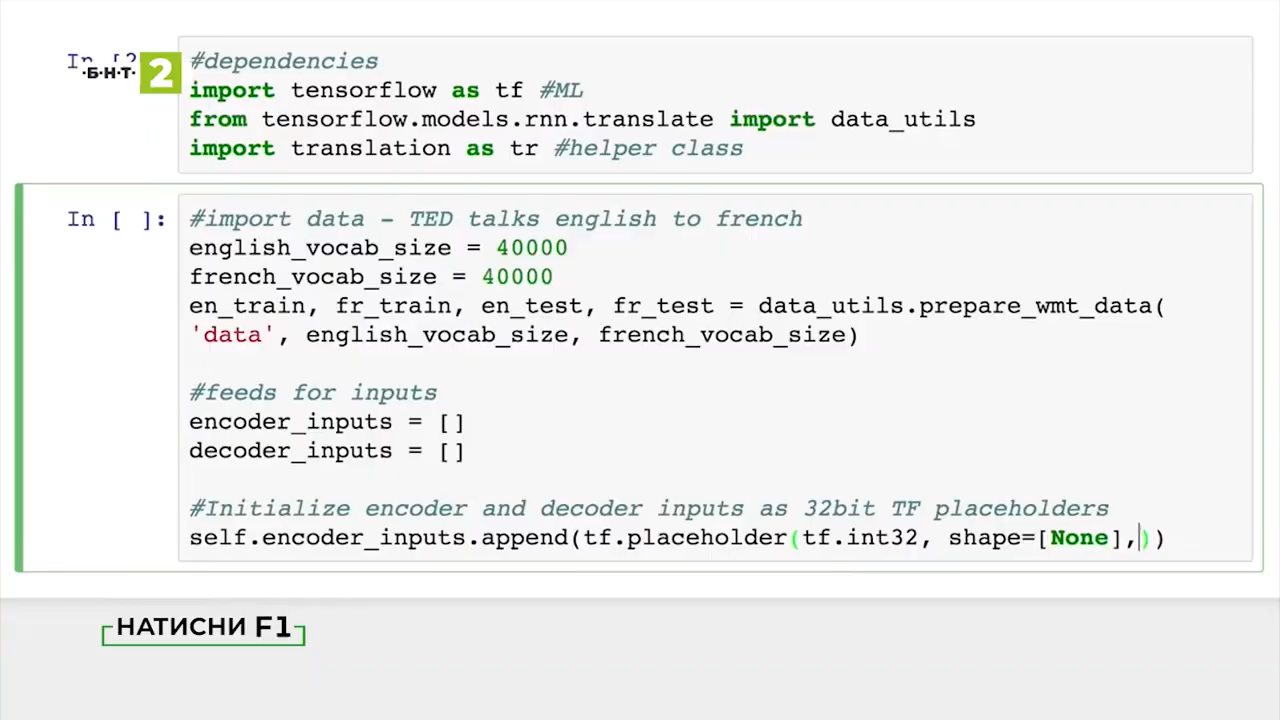 In [2
·Б·Н·Т· 2
#dependencies
import tensorflow as tf #ML
from tensorflow.models.rnn.translate import data_utils
import translation as tr #helper class
In [ ]:
#import data - TED talks english to french
english_vocab_size = 40000
french_vocab_size = 40000
en_train, fr_train, en_test, fr_test = data_utils.prepare_wmt_data(
'data', english_vocab_size, french_vocab_size)
#feeds for inputs
encoder_inputs = []
decoder_inputs = []
#Initialize encoder and decoder inputs as 32bit TF placeholders
self.encoder_inputs.append(tf.placeholder(tf.int32, shape=[None],))
НАТИСНИ F1